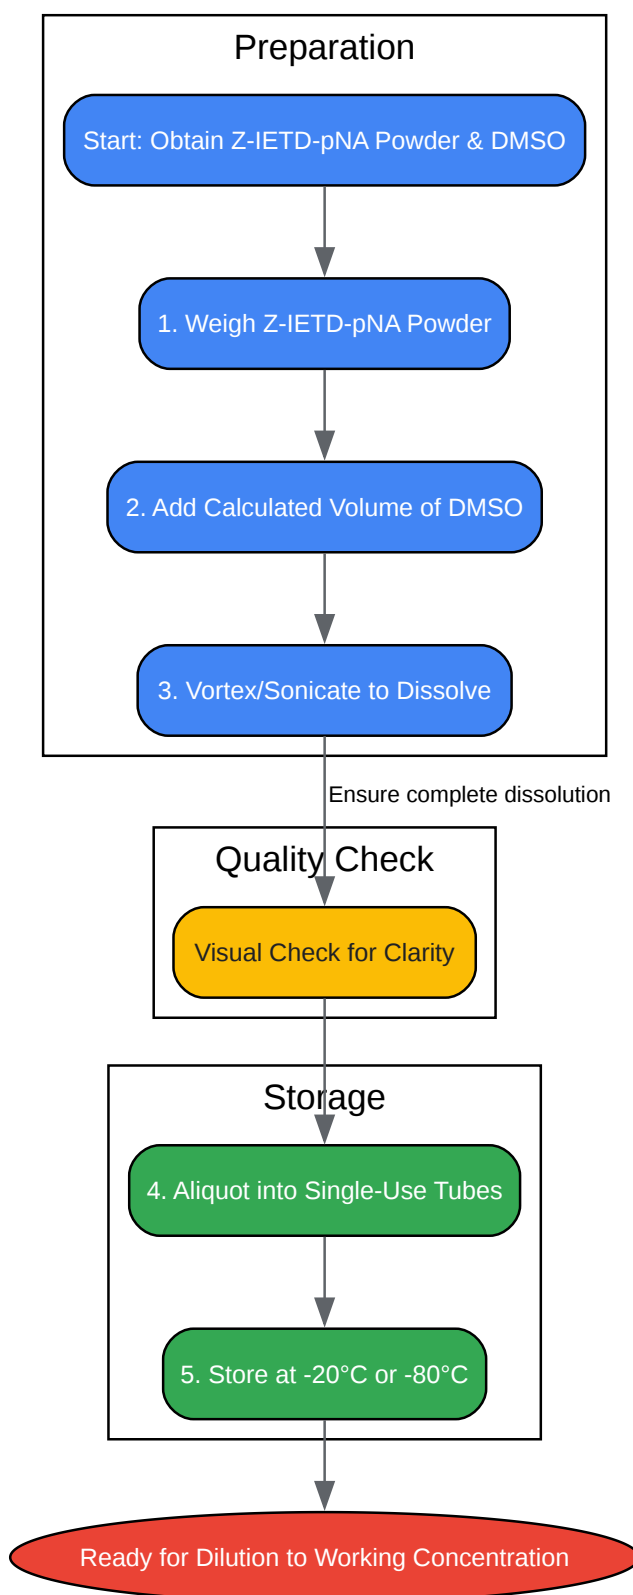 Preparation
Start: Obtain Z-IETD-pNA Powder & DMSO
1. Weigh Z-IETD-pNA Powder
2. Add Calculated Volume of DMSO
3. Vortex/Sonicate to Dissolve
Ensure complete dissolution
Quality Check
Visual Check for Clarity
Storage
4. Aliquot into Single-Use Tubes
5. Store at -20°C or -80°C
Ready for Dilution to Working Concentration